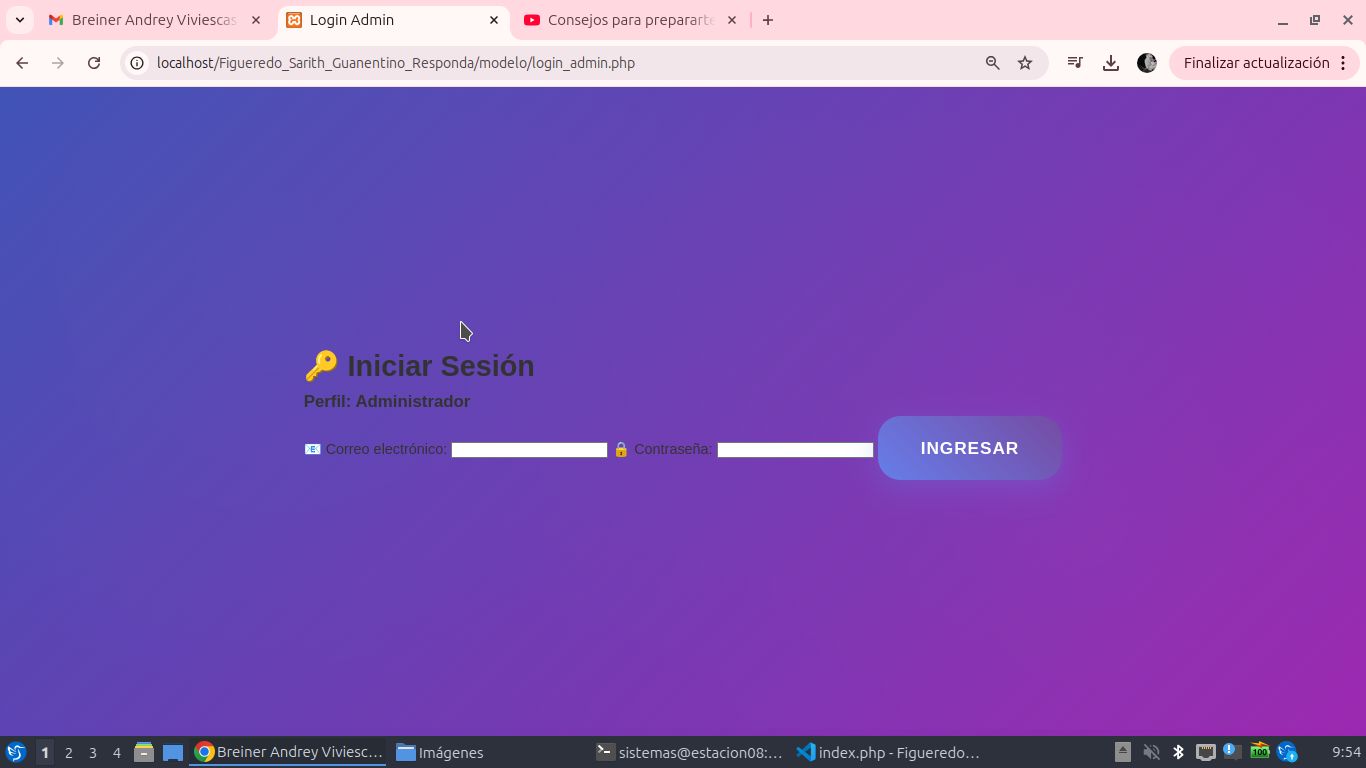 Breiner Andrey Viviescas
Login Admin
Consejos para prepararte
localhost/Figueredo_Sarith_Guanentino_Responda/modelo/login_admin.php
Finalizar actualización
🔑 Iniciar Sesión
Perfil: Administrador
📧 Correo electrónico: 🔒 Contraseña: INGRESAR
1 2 3 4 Breiner Andrey Viviesc... Imágenes sistemas@estacion08:... index.php - Figueredo... 100 9:54